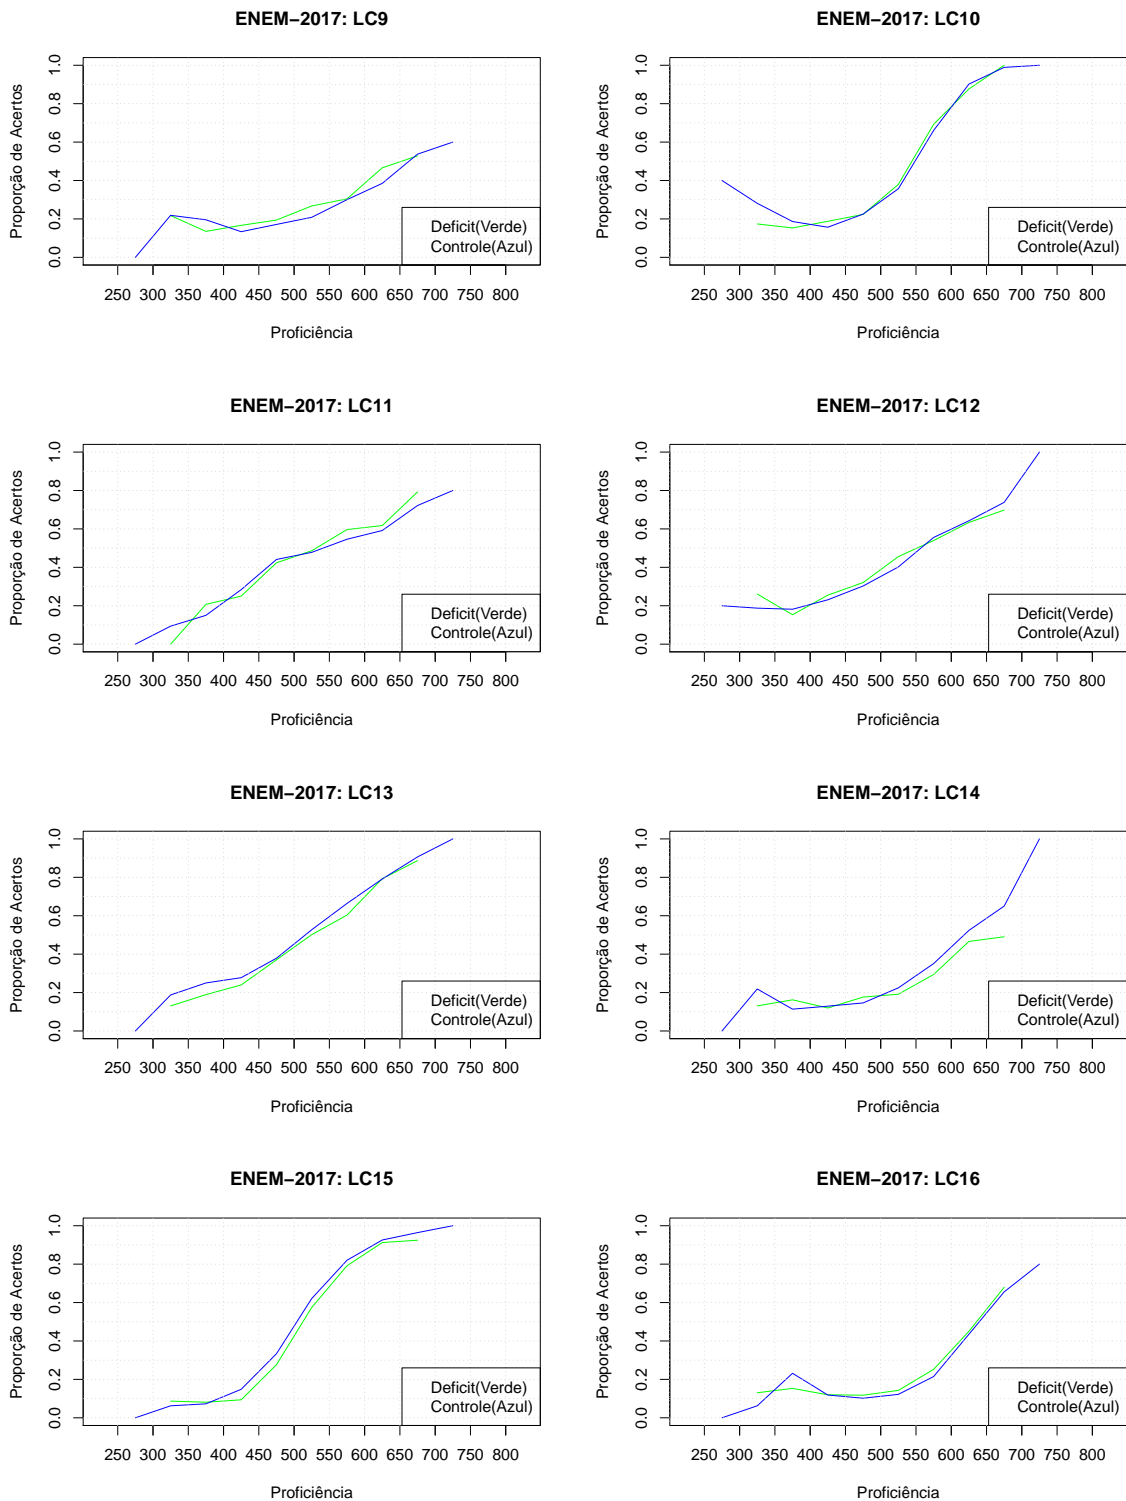 ENEM−2017: LC9
Proporção de Acertos
1.0
0.8
0.6
0.4
0.2
0.0
Deficit(Verde)
Controle(Azul)
250 300 350 400 450 500 550 600 650 700 750 800
Proficiência
ENEM−2017: LC10
Proporção de Acertos
1.0
0.8
0.6
0.4
0.2
0.0
Deficit(Verde)
Controle(Azul)
250 300 350 400 450 500 550 600 650 700 750 800
Proficiência
ENEM−2017: LC11
Proporção de Acertos
1.0
0.8
0.6
0.4
0.2
0.0
Deficit(Verde)
Controle(Azul)
250 300 350 400 450 500 550 600 650 700 750 800
Proficiência
ENEM−2017: LC12
Proporção de Acertos
1.0
0.8
0.6
0.4
0.2
0.0
Deficit(Verde)
Controle(Azul)
250 300 350 400 450 500 550 600 650 700 750 800
Proficiência
ENEM−2017: LC13
Proporção de Acertos
1.0
0.8
0.6
0.4
0.2
0.0
Deficit(Verde)
Controle(Azul)
250 300 350 400 450 500 550 600 650 700 750 800
Proficiência
ENEM−2017: LC14
Proporção de Acertos
1.0
0.8
0.6
0.4
0.2
0.0
Deficit(Verde)
Controle(Azul)
250 300 350 400 450 500 550 600 650 700 750 800
Proficiência
ENEM−2017: LC15
Proporção de Acertos
1.0
0.8
0.6
0.4
0.2
0.0
Deficit(Verde)
Controle(Azul)
250 300 350 400 450 500 550 600 650 700 750 800
Proficiência
ENEM−2017: LC16
Proporção de Acertos
1.0
0.8
0.6
0.4
0.2
0.0
Deficit(Verde)
Controle(Azul)
250 300 350 400 450 500 550 600 650 700 750 800
Proficiência